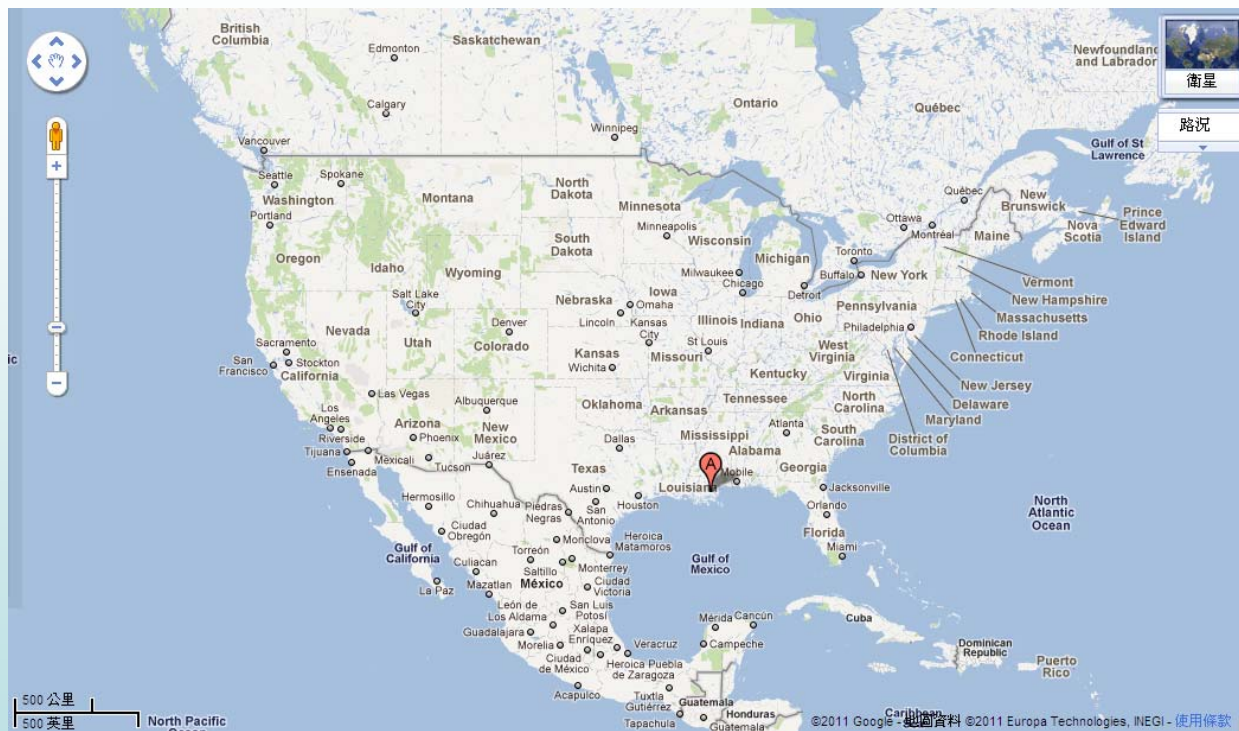 British
Columbia
Edmonton
Saskatchewan
Newfoundland
and Labrador
衛星
Calgary
Ontario
Québec
路況
Winnipeg
Vancouver
Gulf of St
Lawrence
Seattle
Spokane
Washington
Montana
North
Dakota
Minnesota
Québec
New
Brunswick
Prince
Edward
Island
Portland
Minneapolis
Ottawa
Montréal
Maine
Nova
Scotia
Oregon
Idaho
South
Dakota
Wisconsin
Michigan
Toronto
Buffalo
New York
Wyoming
Milwaukee
Chicago
Detroit
Vermont
New Hampshire
Massachusetts
Rhode Island
Connecticut
Salt Lake
City
Nebraska
Iowa
Omaha
Lincoln
Illinois
Indiana
Ohio
Pennsylvania
Philadelphia
Nevada
Utah
Denver
Colorado
Kansas
City
St Louis
Kansas
Missouri
West
Virginia
Sacramento
San
Francisco
Stockton
California
Wichita
Kentucky
Virginia
New Jersey
Delaware
Maryland
District of
Columbia
ic
Las Vegas
Albuquerque
Oklahoma
Arkansas
Tennessee
North
Carolina
Los
Angeles
Riverside
Arizona
Phoenix
New
Mexico
Dallas
Mississippi
Atlanta
South
Carolina
Tijuana
Ensenada
Mexicali
Tucson
Juárez
Texas
A
Alabama
Mobile
Georgia
Louisiana
Austin
San
Antonio
Houston
Jacksonville
Hermosillo
Chihuahua
Piedras
Negras
Orlando
Florida
North
Atlantic
Ocean
Ciudad
Obregón
Monclova
Heroica
Matamoros
Miami
Gulf of
California
Torreón
Saltillo
Monterrey
Gulf of
Mexico
Culiacan
La Paz
Mazatlan
México
Ciudad
Victoria
León de
Los Aldama
San Luis
Potosí
Mérida
Cancún
Cuba
Guadalajara
Xalapa
Enríquez
Morelia
Veracruz
Campeche
Dominican
Republic
Ciudad
de México
Heroica Puebla
de Zaragoza
Puerto
Rico
Acapulco
Tuxtla
Gutiérrez
Guatemala
Tapachula
Honduras
Guatemala
Caribbean
500 公里
500 英里
North Pacific
Ocean
©2011 Google - 地圖資料 ©2011 Europa Technologies, INEGI - 使用條款